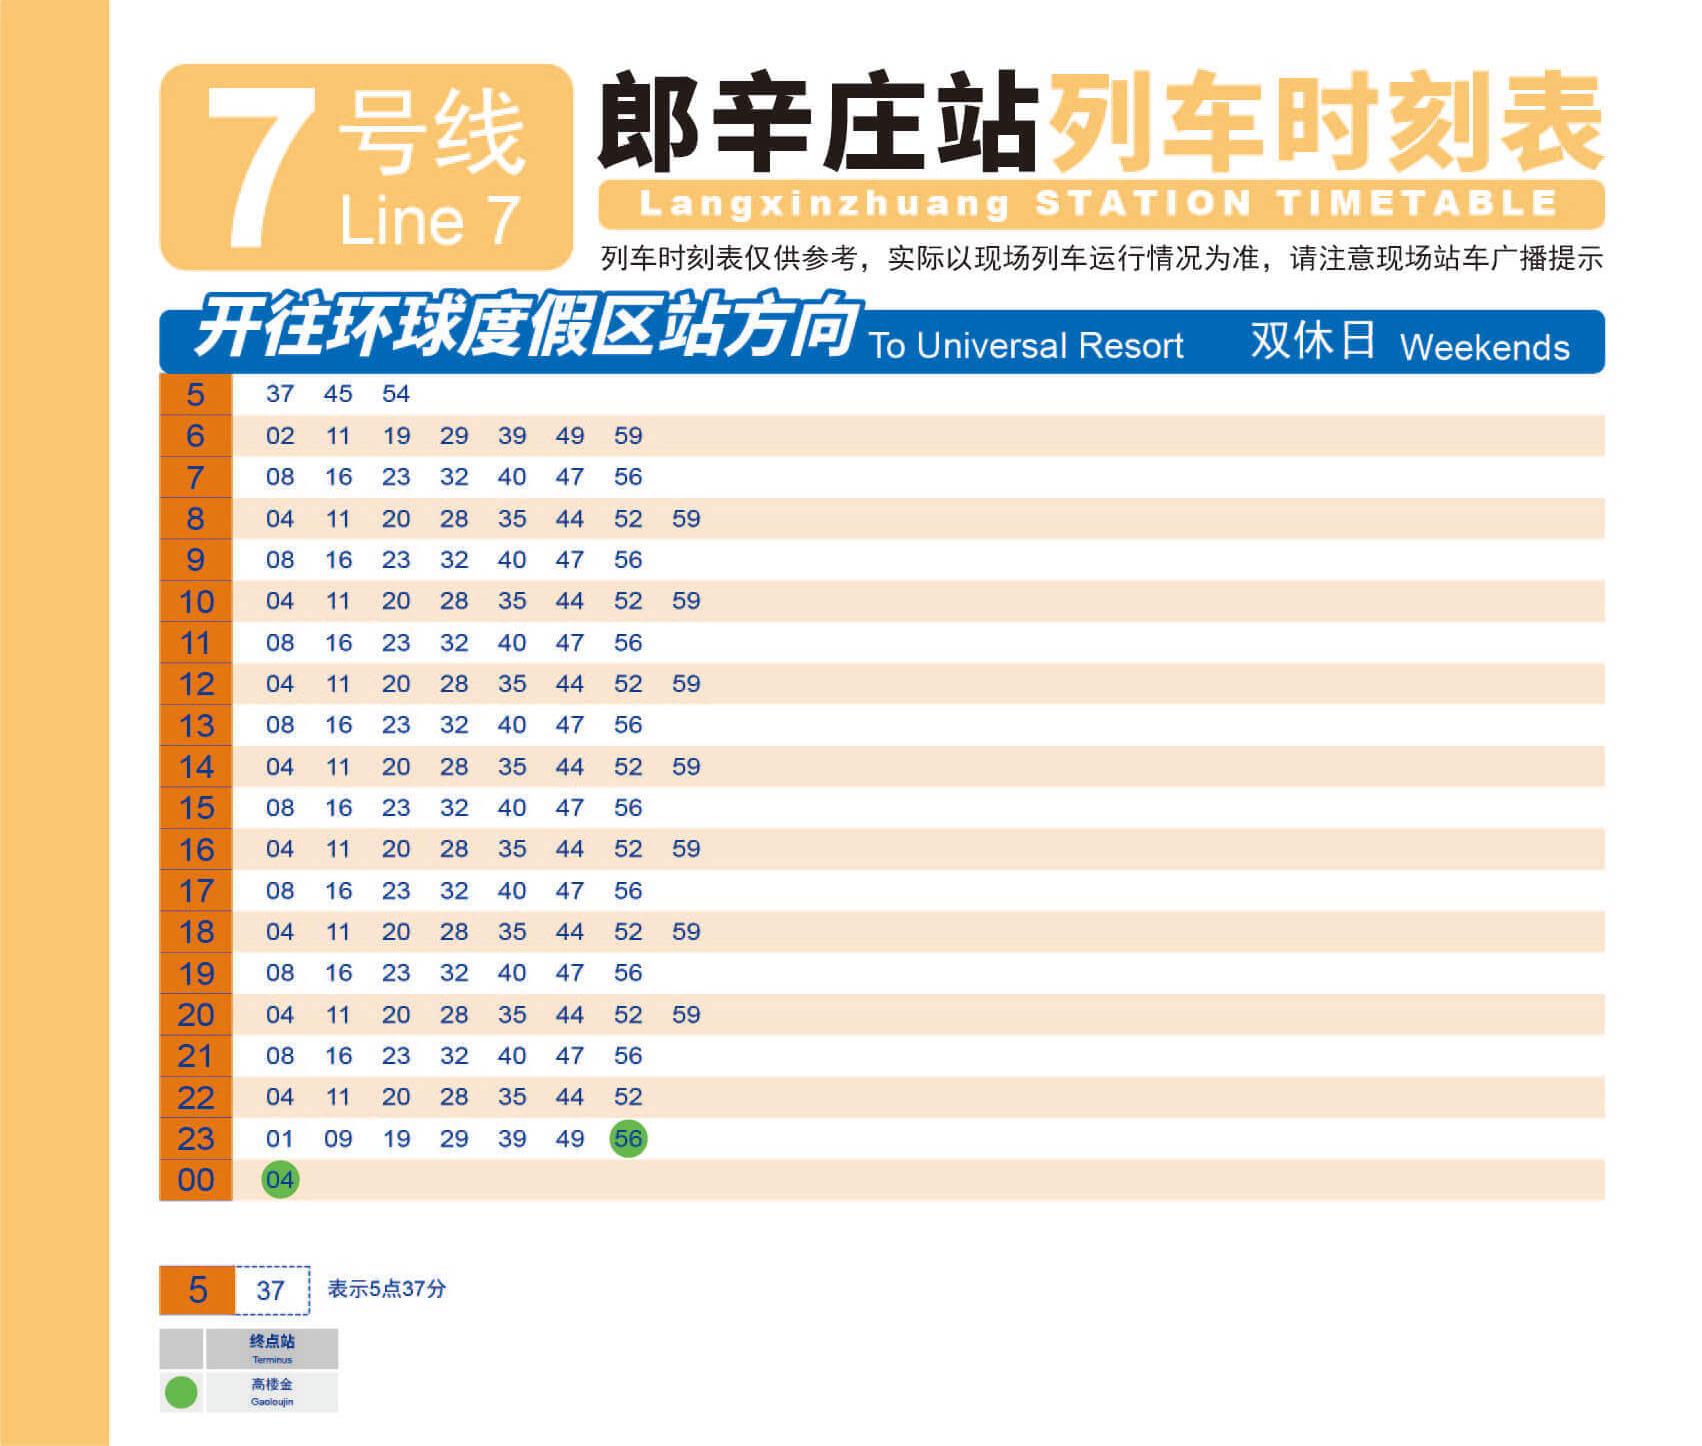 7号线
Line 7
郎辛庄站列车时刻表
Langxinzhuang STATION TIMETABLE
列车时刻表仅供参考，实际以现场列车运行情况为准，请注意现场站车广播提示
开往环球度假区站方向 To Universal Resort 双休日 Weekends
5 37 45 54
6 02 11 19 29 39 49 59
7 08 16 23 32 40 47 56
8 04 11 20 28 35 44 52 59
9 08 16 23 32 40 47 56
10 04 11 20 28 35 44 52 59
11 08 16 23 32 40 47 56
12 04 11 20 28 35 44 52 59
13 08 16 23 32 40 47 56
14 04 11 20 28 35 44 52 59
15 08 16 23 32 40 47 56
16 04 11 20 28 35 44 52 59
17 08 16 23 32 40 47 56
18 04 11 20 28 35 44 52 59
19 08 16 23 32 40 47 56
20 04 11 20 28 35 44 52 59
21 08 16 23 32 40 47 56
22 04 11 20 28 35 44 52
23 01 09 19 29 39 49 56
00 04
5 37 表示5点37分
终点站
Terminus
高楼金
Gaoloujin